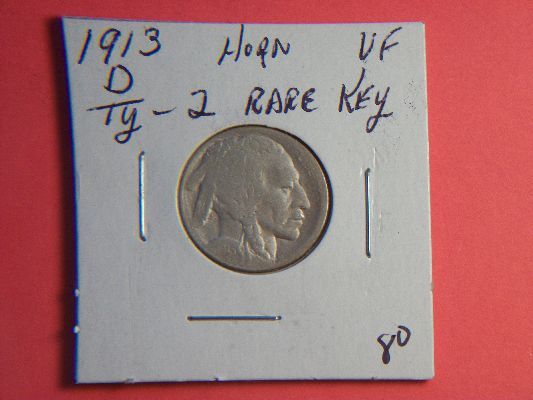 1913 HORN VF
D
Ty-2 RARE KEY
80